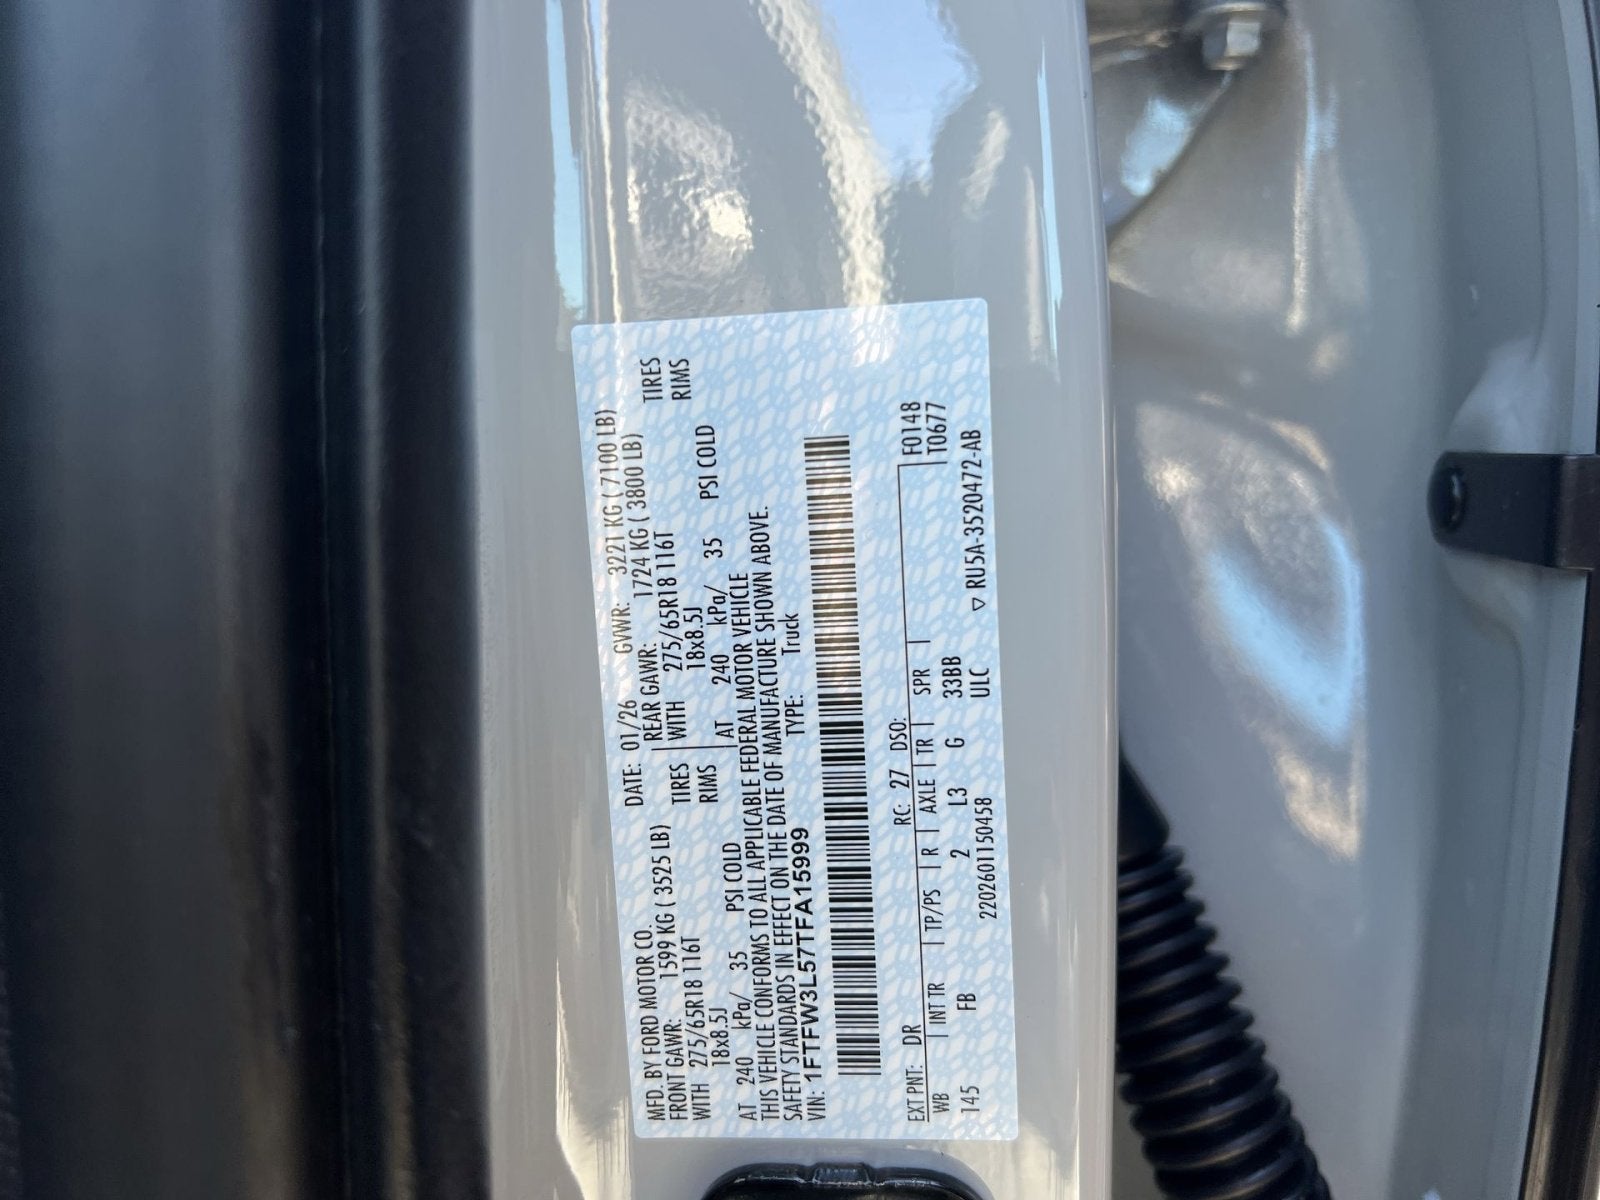 MFD. BY FORD MOTOR CO. DATE: 01/26 GVWR: 3221 KG ( 7100 LB)
FRONT GAWR: 1599 KG ( 3525 LB) REAR GAWR: 1724 KG ( 3800 LB)
WITH 275/65R18 116T TIRES WITH 275/65R18 116T TIRES
18x8.5J RIMS 18x8.5J RIMS
AT 240 kPa/ 35 PSI COLD AT 240 kPa/ 35 PSI COLD
THIS VEHICLE CONFORMS TO ALL APPLICABLE FEDERAL MOTOR VEHICLE
SAFETY STANDARDS IN EFFECT ON THE DATE OF MANUFACTURE SHOWN ABOVE.
VIN: 1FTFW3L57TFA15999 TYPE: Truck
EXT PNT: DR RC: 27 DSO: F0148
WB INT TR TP/PS R AXLE TR SPR T0677
145 FB 2 L3 G 33BB
2202601150458 ULC ▽ RU5A-3520472-AB